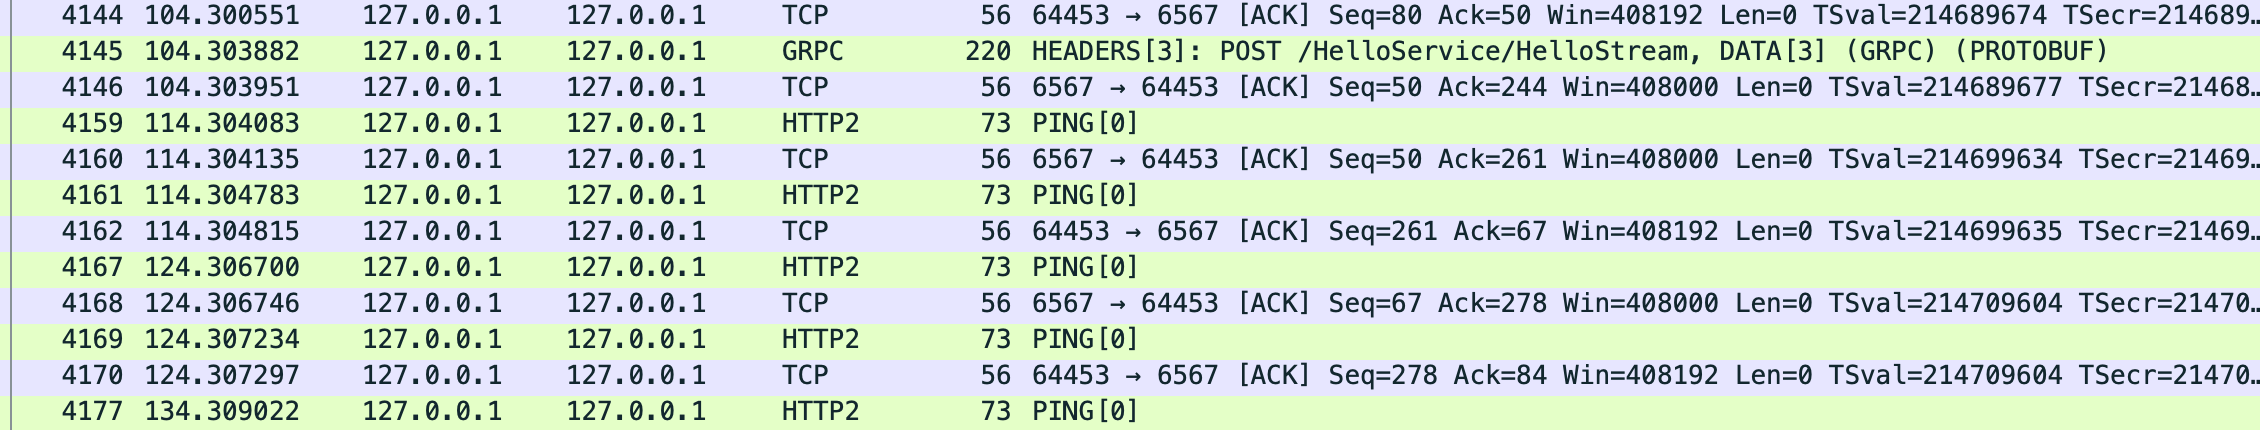 4144 104.300551 127.0.0.1 127.0.0.1 TCP 56 64453 → 6567 [ACK] Seq=80 Ack=50 Win=408192 Len=0 TSval=214689674 TSecr=214689…
4145 104.303882 127.0.0.1 127.0.0.1 GRPC 220 HEADERS[3]: POST /HelloService/HelloStream, DATA[3] (GRPC) (PROTOBUF)
4146 104.303951 127.0.0.1 127.0.0.1 TCP 56 6567 → 64453 [ACK] Seq=50 Ack=244 Win=408000 Len=0 TSval=214689677 TSecr=21468…
4159 114.304083 127.0.0.1 127.0.0.1 HTTP2 73 PING[0]
4160 114.304135 127.0.0.1 127.0.0.1 TCP 56 6567 → 64453 [ACK] Seq=50 Ack=261 Win=408000 Len=0 TSval=214699634 TSecr=21469…
4161 114.304783 127.0.0.1 127.0.0.1 HTTP2 73 PING[0]
4162 114.304815 127.0.0.1 127.0.0.1 TCP 56 64453 → 6567 [ACK] Seq=261 Ack=67 Win=408192 Len=0 TSval=214699635 TSecr=21469…
4167 124.306700 127.0.0.1 127.0.0.1 HTTP2 73 PING[0]
4168 124.306746 127.0.0.1 127.0.0.1 TCP 56 6567 → 64453 [ACK] Seq=67 Ack=278 Win=408000 Len=0 TSval=214709604 TSecr=21470…
4169 124.307234 127.0.0.1 127.0.0.1 HTTP2 73 PING[0]
4170 124.307297 127.0.0.1 127.0.0.1 TCP 56 64453 → 6567 [ACK] Seq=278 Ack=84 Win=408192 Len=0 TSval=214709604 TSecr=21470…
4177 134.309022 127.0.0.1 127.0.0.1 HTTP2 73 PING[0]